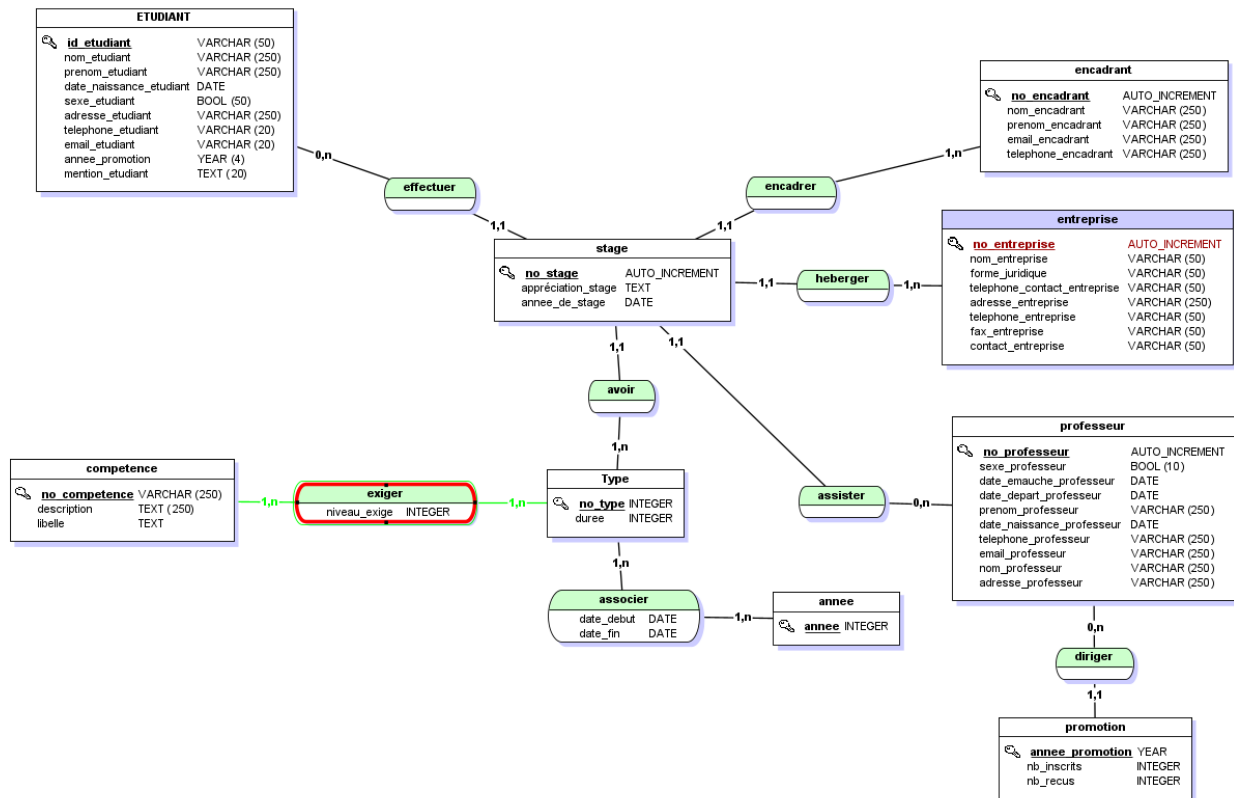 ETUDIANT
id_etudiant VARCHAR (50)
nom_etudiant VARCHAR (250)
prenom_etudiant VARCHAR (250)
date_naissance_etudiant DATE
sexe_etudiant BOOL (50)
adresse_etudiant VARCHAR (250)
telephone_etudiant VARCHAR (20)
email_etudiant VARCHAR (20)
annee_promotion YEAR (4)
mention_etudiant TEXT (20)
0,n
effectuer
1,1
encadrant
no_encadrant AUTO_INCREMENT
nom_encadrant VARCHAR (250)
prenom_encadrant VARCHAR (250)
email_encadrant VARCHAR (250)
telephone_encadrant VARCHAR (250)
1,n
encadrer
1,1
stage
no_stage AUTO_INCREMENT
appréciation_stage TEXT
annee_de_stage DATE
1,1
heberger
1,n
entreprise
no_entreprise AUTO_INCREMENT
nom_entreprise VARCHAR (50)
forme_juridique VARCHAR (50)
telephone_contact_entreprise VARCHAR (50)
adresse_entreprise VARCHAR (250)
telephone_entreprise VARCHAR (50)
fax_entreprise VARCHAR (50)
contact_entreprise VARCHAR (50)
1,1
avoir
1,n
1,1
assister
0,n
professeur
no_professeur AUTO_INCREMENT
sexe_professeur BOOL (10)
date_emauche_professeur DATE
date_depart_professeur DATE
prenom_professeur VARCHAR (250)
date_naissance_professeur DATE
telephone_professeur VARCHAR (250)
email_professeur VARCHAR (250)
nom_professeur VARCHAR (250)
adresse_professeur VARCHAR (250)
competence
no_competence VARCHAR (250)
description TEXT (250)
libelle TEXT
1,n
exiger
niveau_exige INTEGER
1,n
Type
no_type INTEGER
duree INTEGER
1,n
associer
date_debut DATE
date_fin DATE
1,n
annee
annee INTEGER
0,n
diriger
1,1
promotion
annee_promotion YEAR
nb_inscrits INTEGER
nb_recus INTEGER